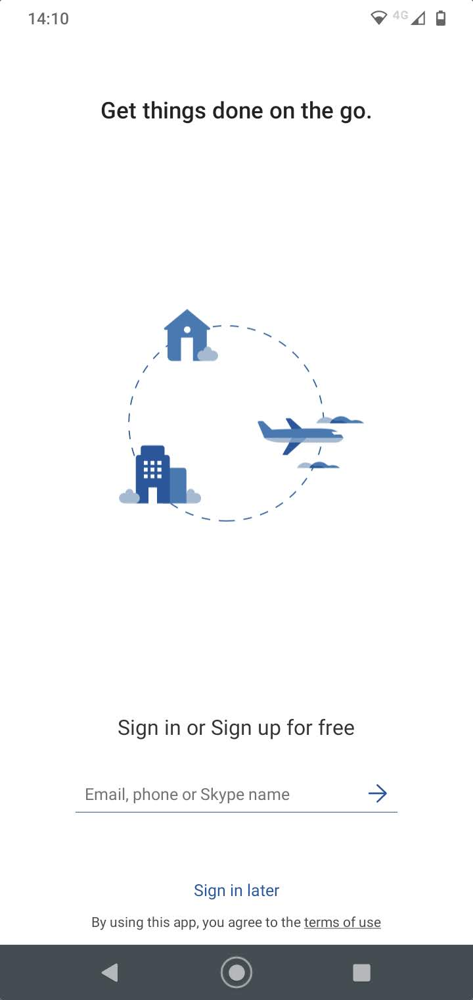 14:10
4G
Get things done on the go.
Sign in or Sign up for free
Email, phone or Skype name
Sign in later
By using this app, you agree to the terms of use